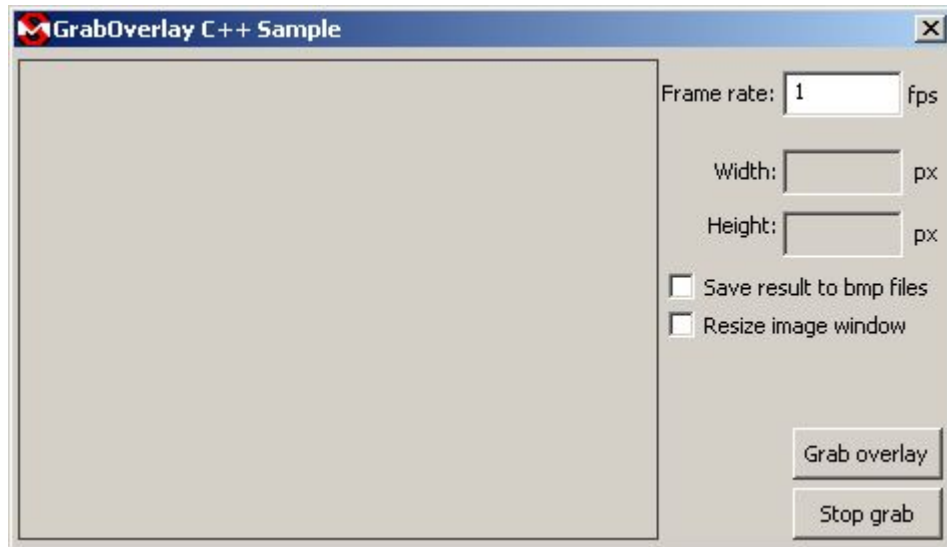 GrabOverlay C++ Sample
Frame rate: 1 fps
Width: px
Height: px
Save result to bmp files
Resize image window
Grab overlay
Stop grab